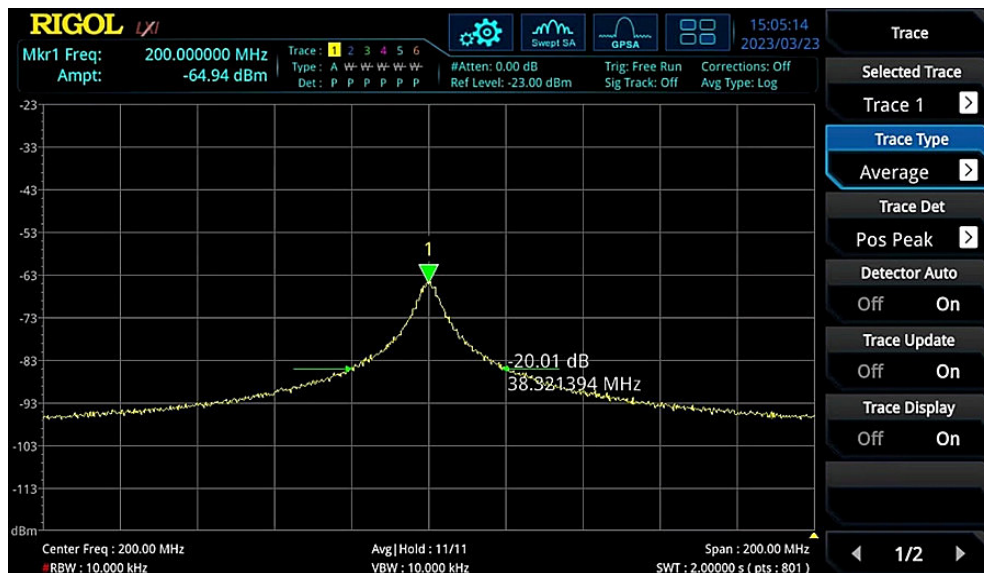 RIGOL LXI
Mkr1 Freq: 200.000000 MHz
Ampt: -64.94 dBm
Trace: 1 2 3 4 5 6
Type: A W W W W W
Det: P P P P P P
Swept SA
GPSA
15:05:14
2023/03/23
#Atten: 0.00 dB
Ref Level: -23.00 dBm
Trig: Free Run
Sig Track: Off
Corrections: Off
Avg Type: Log
-23
-33
-43
-53
-63
-73
-83
-93
-103
-113
dBm
1
-20.01 dB
38.321394 MHz
Center Freq : 200.00 MHz
Avg|Hold : 11/11
Span : 200.00 MHz
#RBW : 10.000 kHz
VBW : 10.000 kHz
SWT : 2.00000 s ( pts : 801 )
Trace
Selected Trace
Trace 1
Trace Type
Average
Trace Det
Pos Peak
Detector Auto
Off On
Trace Update
Off On
Trace Display
Off On
1/2